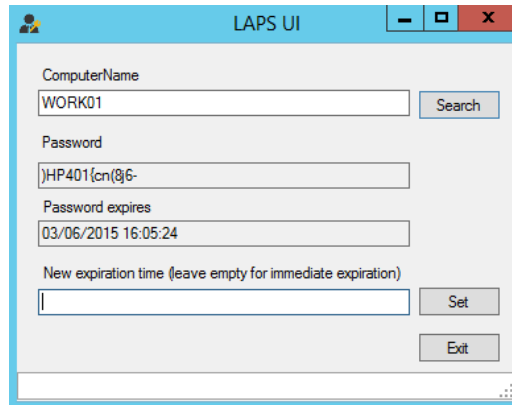 LAPS UI
ComputerName
WORK01
Search
Password
)HP401{cn(8j6-
Password expires
03/06/2015 16:05:24
New expiration time (leave empty for immediate expiration)
Set
Exit